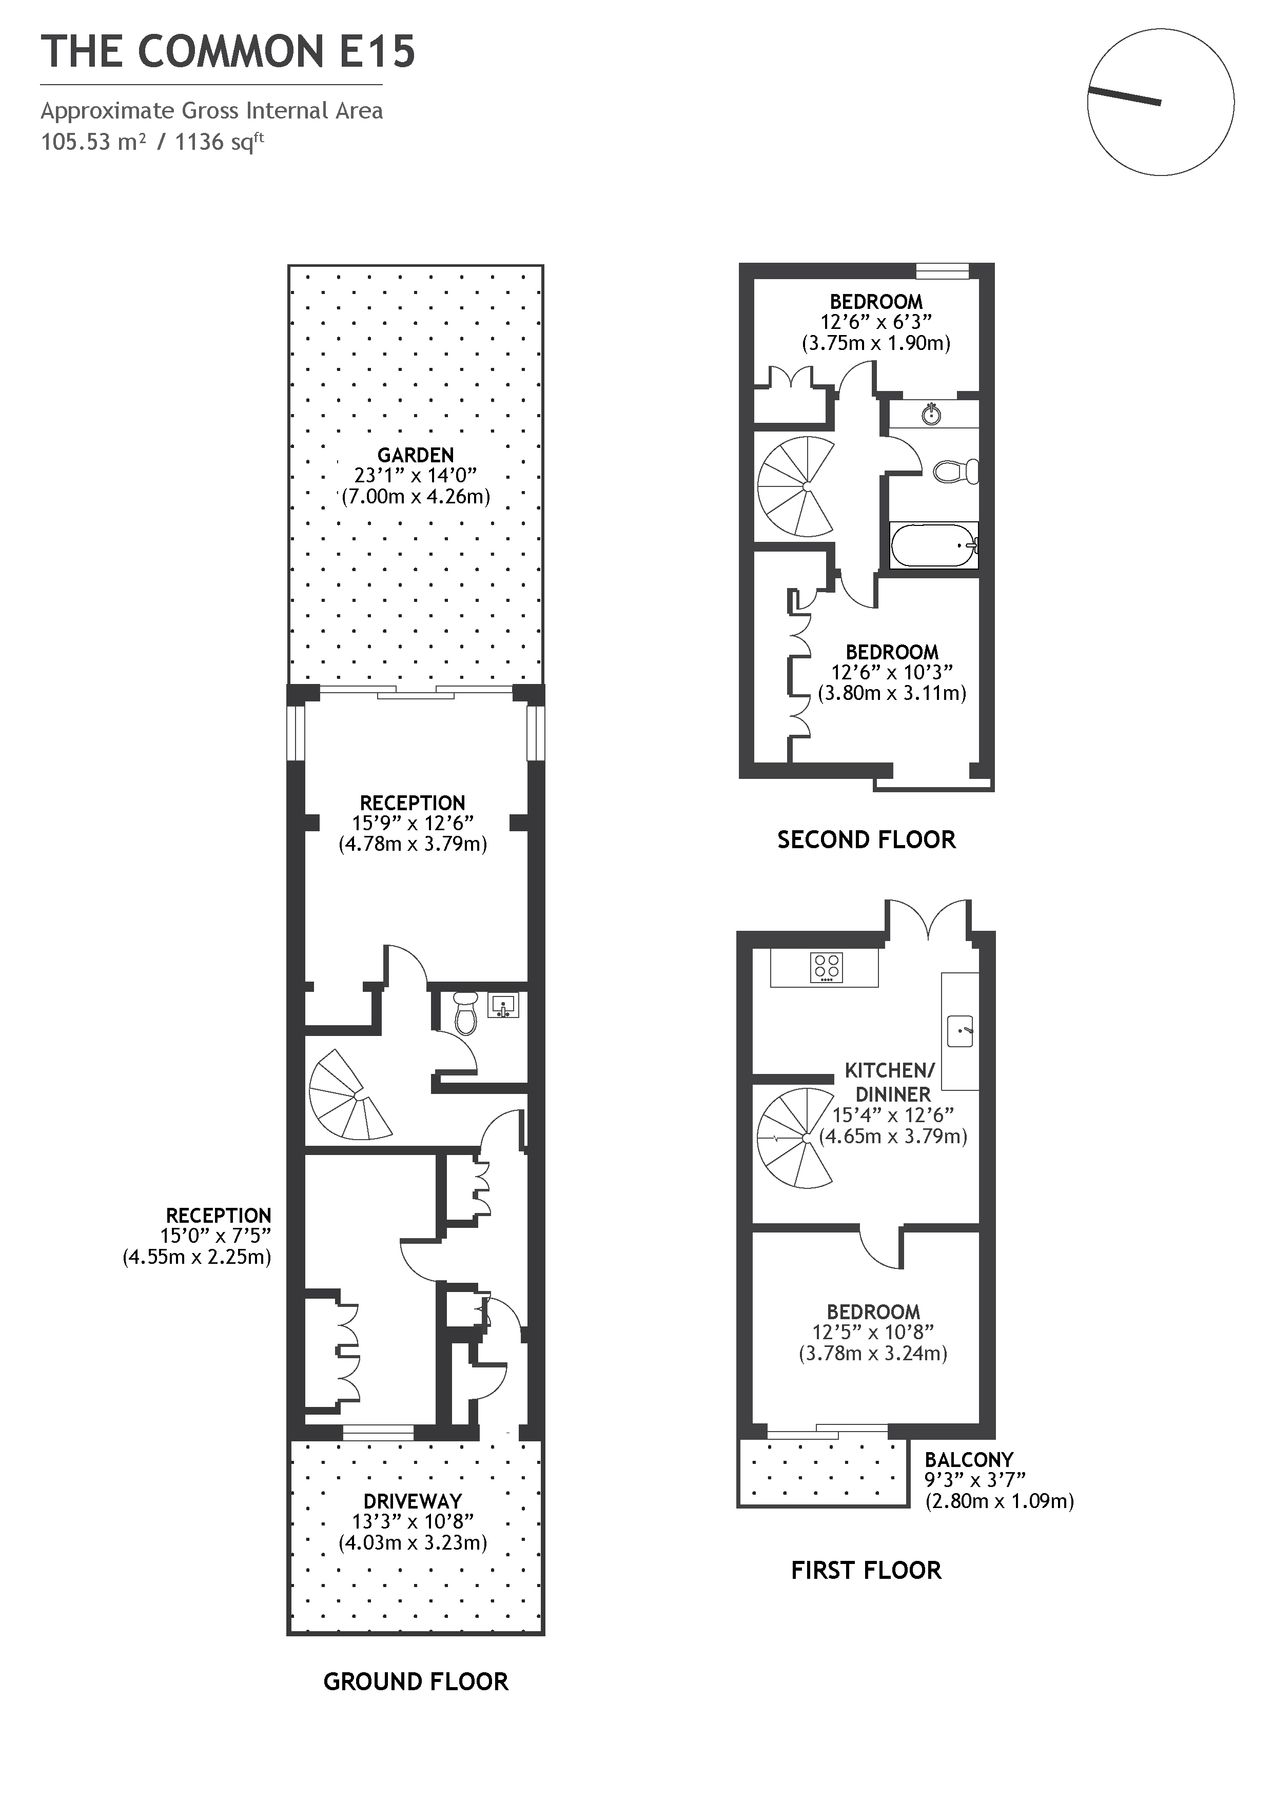 THE COMMON E15
Approximate Gross Internal Area
105.53 m² / 1136 sqft
GARDEN
23’1” x 14’0”
(7.00m x 4.26m)
RECEPTION
15’9” x 12’6”
(4.78m x 3.79m)
RECEPTION
15’0” x 7’5”
(4.55m x 2.25m)
DRIVEWAY
13’3” x 10’8”
(4.03m x 3.23m)
GROUND FLOOR
BEDROOM
12’6” x 6’3”
(3.75m x 1.90m)
BEDROOM
12’6” x 10’3”
(3.80m x 3.11m)
SECOND FLOOR
KITCHEN/
DININER
15’4” x 12’6”
(4.65m x 3.79m)
BEDROOM
12’5” x 10’8”
(3.78m x 3.24m)
BALCONY
9’3” x 3’7”
(2.80m x 1.09m)
FIRST FLOOR